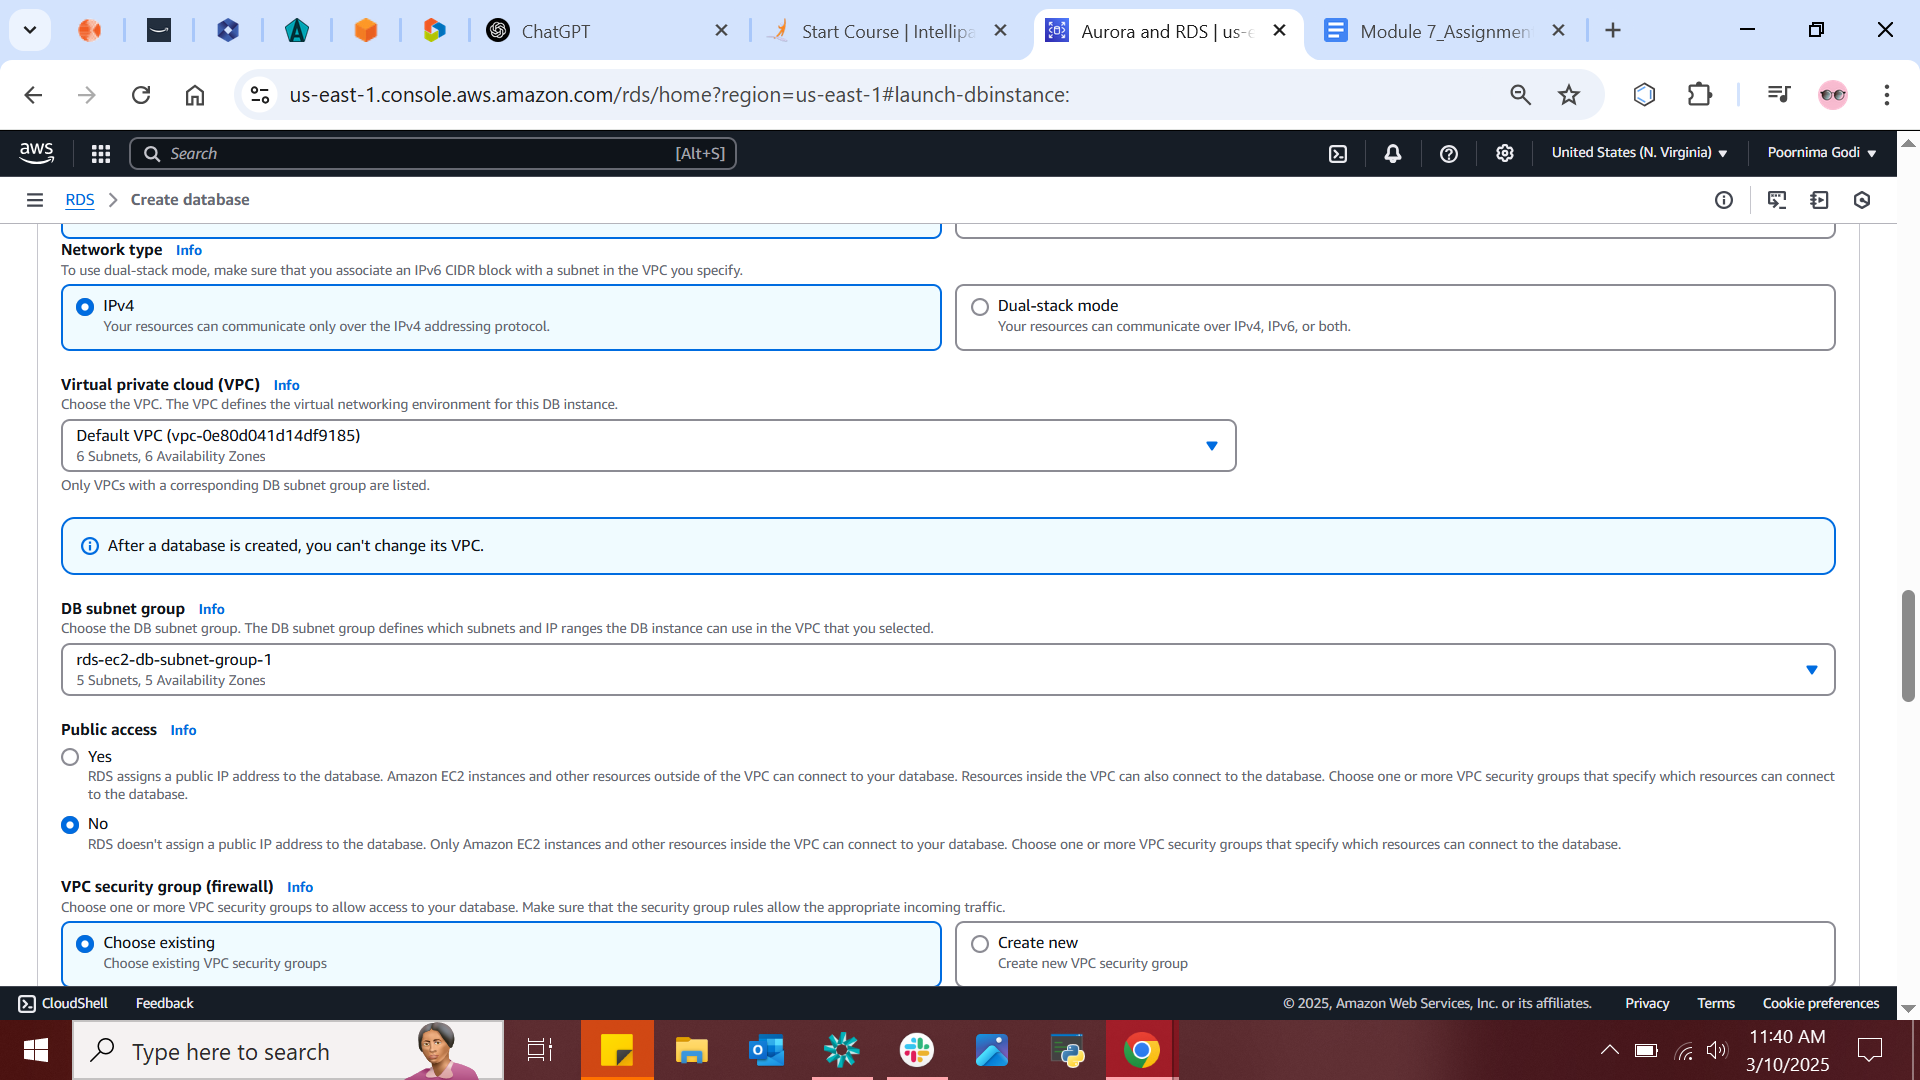 ChatGPT
Start Course | Intellipa
Aurora and RDS | us-e
Module 7_Assignmen
us-east-1.console.aws.amazon.com/rds/home?region=us-east-1#launch-dbinstance:
aws
Search
[Alt+S]
United States (N. Virginia)
Poornima Godi
RDS
Create database
Network type Info
To use dual-stack mode, make sure that you associate an IPv6 CIDR block with a subnet in the VPC you specify.
IPv4
Your resources can communicate only over the IPv4 addressing protocol.
Dual-stack mode
Your resources can communicate over IPv4, IPv6, or both.
Virtual private cloud (VPC) Info
Choose the VPC. The VPC defines the virtual networking environment for this DB instance.
Default VPC (vpc-0e80d041d14df9185)
6 Subnets, 6 Availability Zones
Only VPCs with a corresponding DB subnet group are listed.
After a database is created, you can't change its VPC.
DB subnet group Info
Choose the DB subnet group. The DB subnet group defines which subnets and IP ranges the DB instance can use in the VPC that you selected.
rds-ec2-db-subnet-group-1
5 Subnets, 5 Availability Zones
Public access Info
Yes
RDS assigns a public IP address to the database. Amazon EC2 instances and other resources outside of the VPC can connect to your database. Resources inside the VPC can also connect to the database. Choose one or more VPC security groups that specify which resources can connect
to the database.
No
RDS doesn't assign a public IP address to the database. Only Amazon EC2 instances and other resources inside the VPC can connect to your database. Choose one or more VPC security groups that specify which resources can connect to the database.
VPC security group (firewall) Info
Choose one or more VPC security groups to allow access to your database. Make sure that the security group rules allow the appropriate incoming traffic.
Choose existing
Choose existing VPC security groups
Create new
Create new VPC security group
CloudShell
Feedback
© 2025, Amazon Web Services, Inc. or its affiliates.
Privacy
Terms
Cookie preferences
Type here to search
11:40 AM
3/10/2025